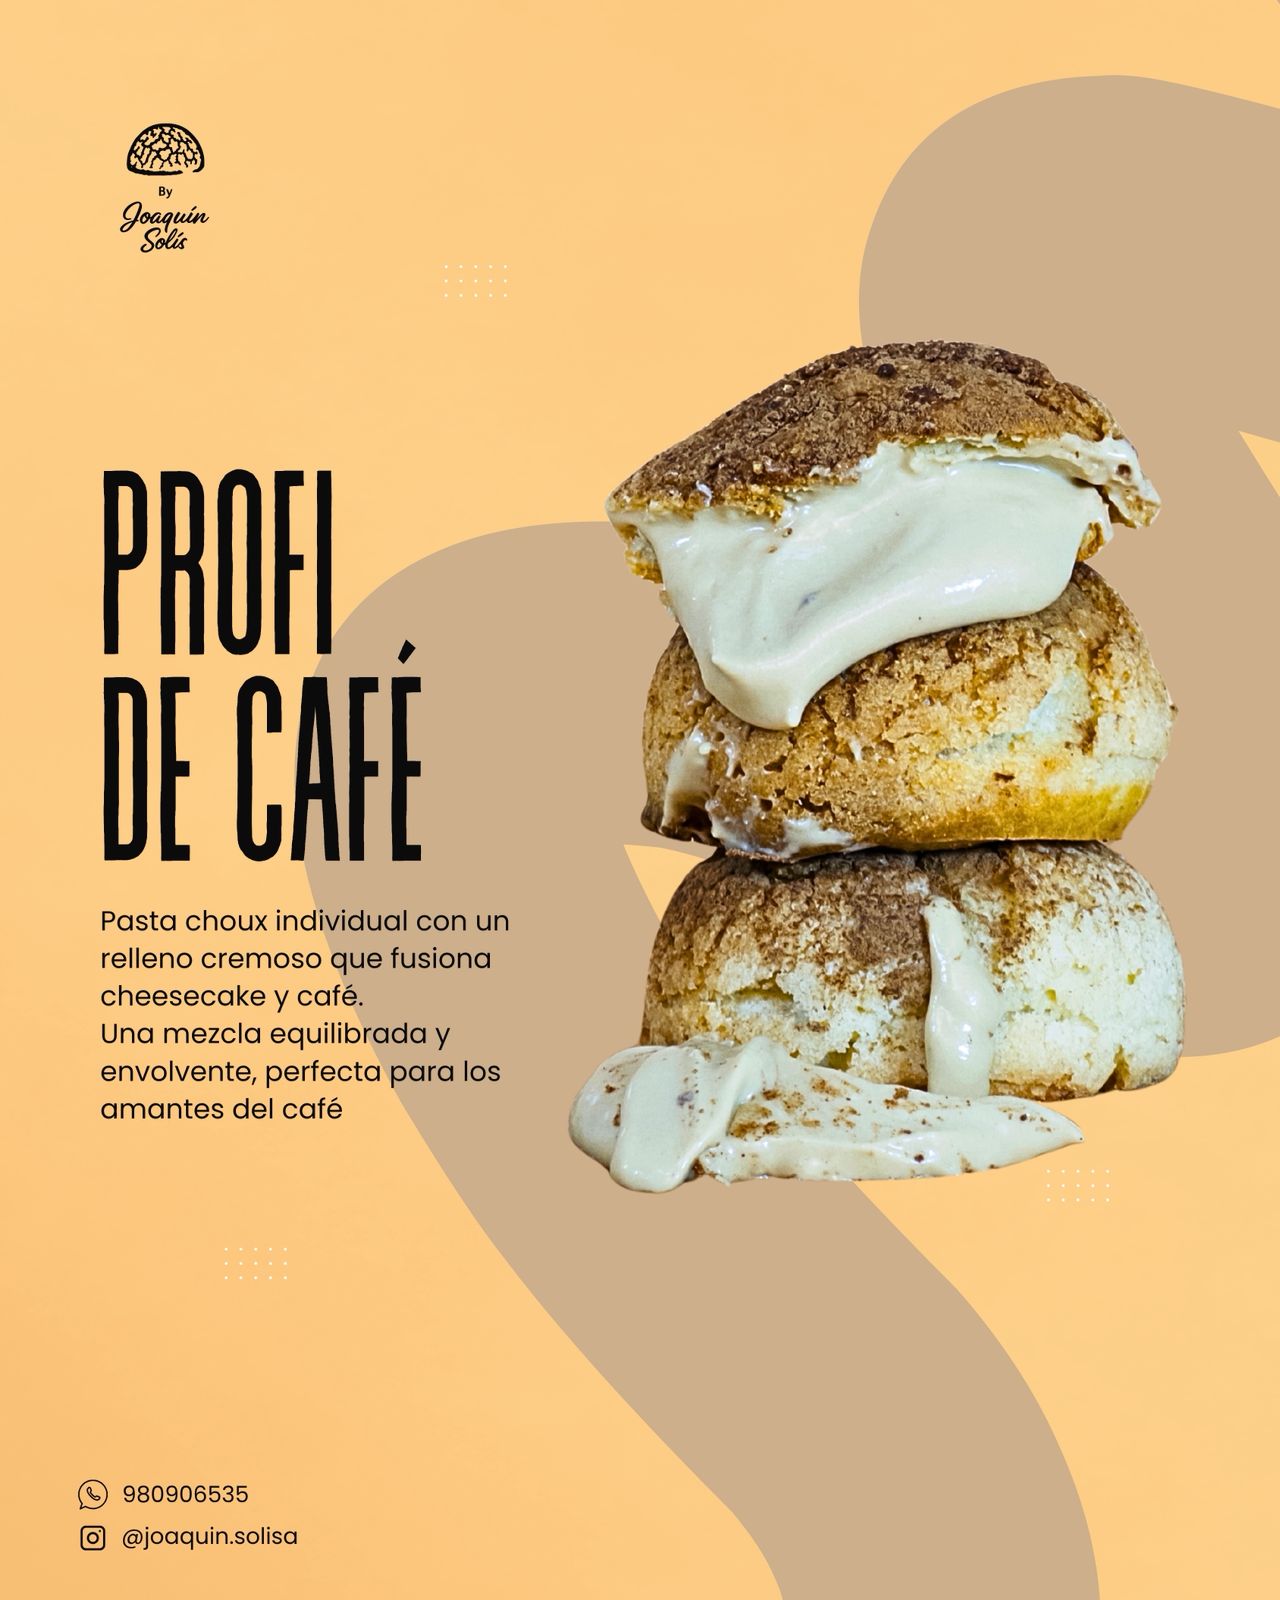 By
Joaquín
Solís
PROFI
DE CAFÉ
Pasta choux individual con un
relleno cremoso que fusiona
cheesecake y café.
Una mezcla equilibrada y
envolvente, perfecta para los
amantes del café
980906535
@joaquin.solisa